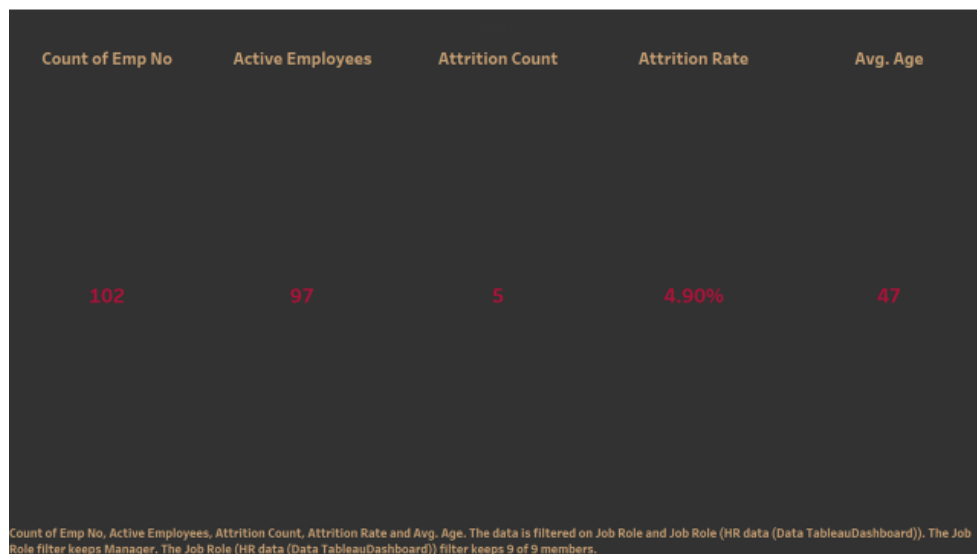 Count of Emp No Active Employees Attrition Count Attrition Rate Avg. Age
102 97 5 4.90% 47
Count of Emp No, Active Employees, Attrition Count, Attrition Rate and Avg. Age. The data is filtered on Job Role and Job Role (HR data (Data TableauDashboard)). The Job
Role filter keeps Manager. The Job Role (HR data (Data TableauDashboard)) filter keeps 9 of 9 members.